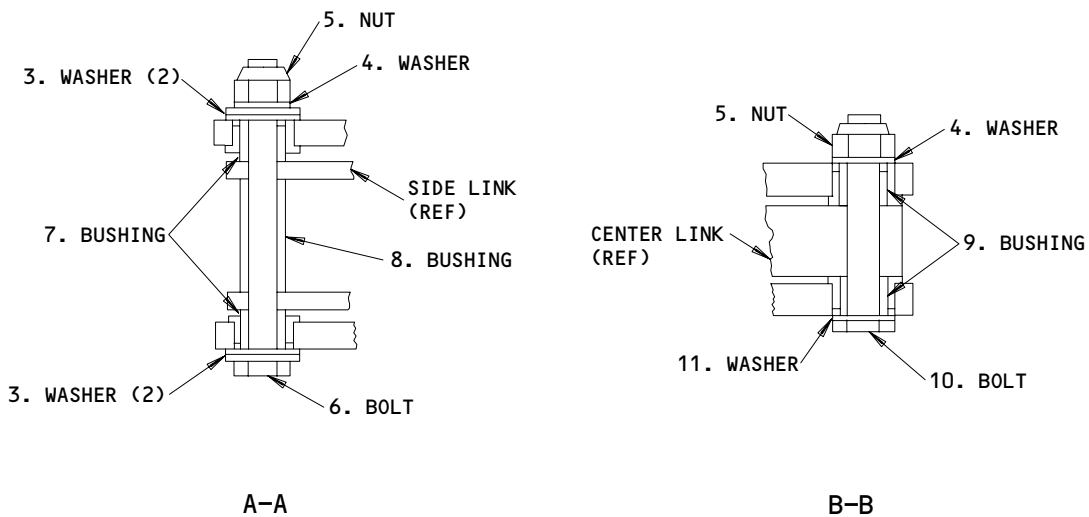 5. NUT
3. WASHER (2)
4. WASHER
SIDE LINK
(REF)
7. BUSHING
8. BUSHING
3. WASHER (2)
6. BOLT
A-A
5. NUT
4. WASHER
CENTER LINK
(REF)
9. BUSHING
11. WASHER
10. BOLT
B-B